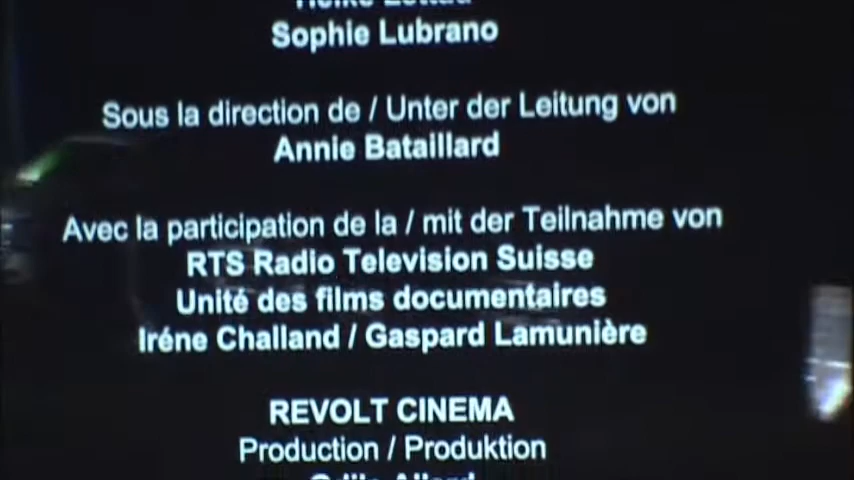 Sophie Lubrano
Sous la direction de / Unter der Leitung von
Annie Bataillard
Avec la participation de la / mit der Teilnahme von
RTS Radio Television Suisse
Unité des films documentaires
Iréne Challand / Gaspard Lamunière
REVOLT CINEMA
Production / Produktion